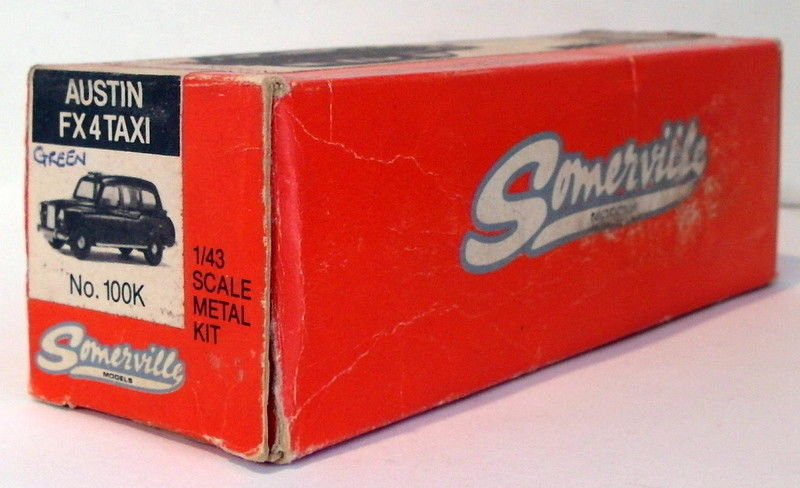 AUSTIN
FX4 TAXI
GREEN
No. 100K
1/43
SCALE
METAL
KIT
Somerville
MODELS
Somerville
MODELS